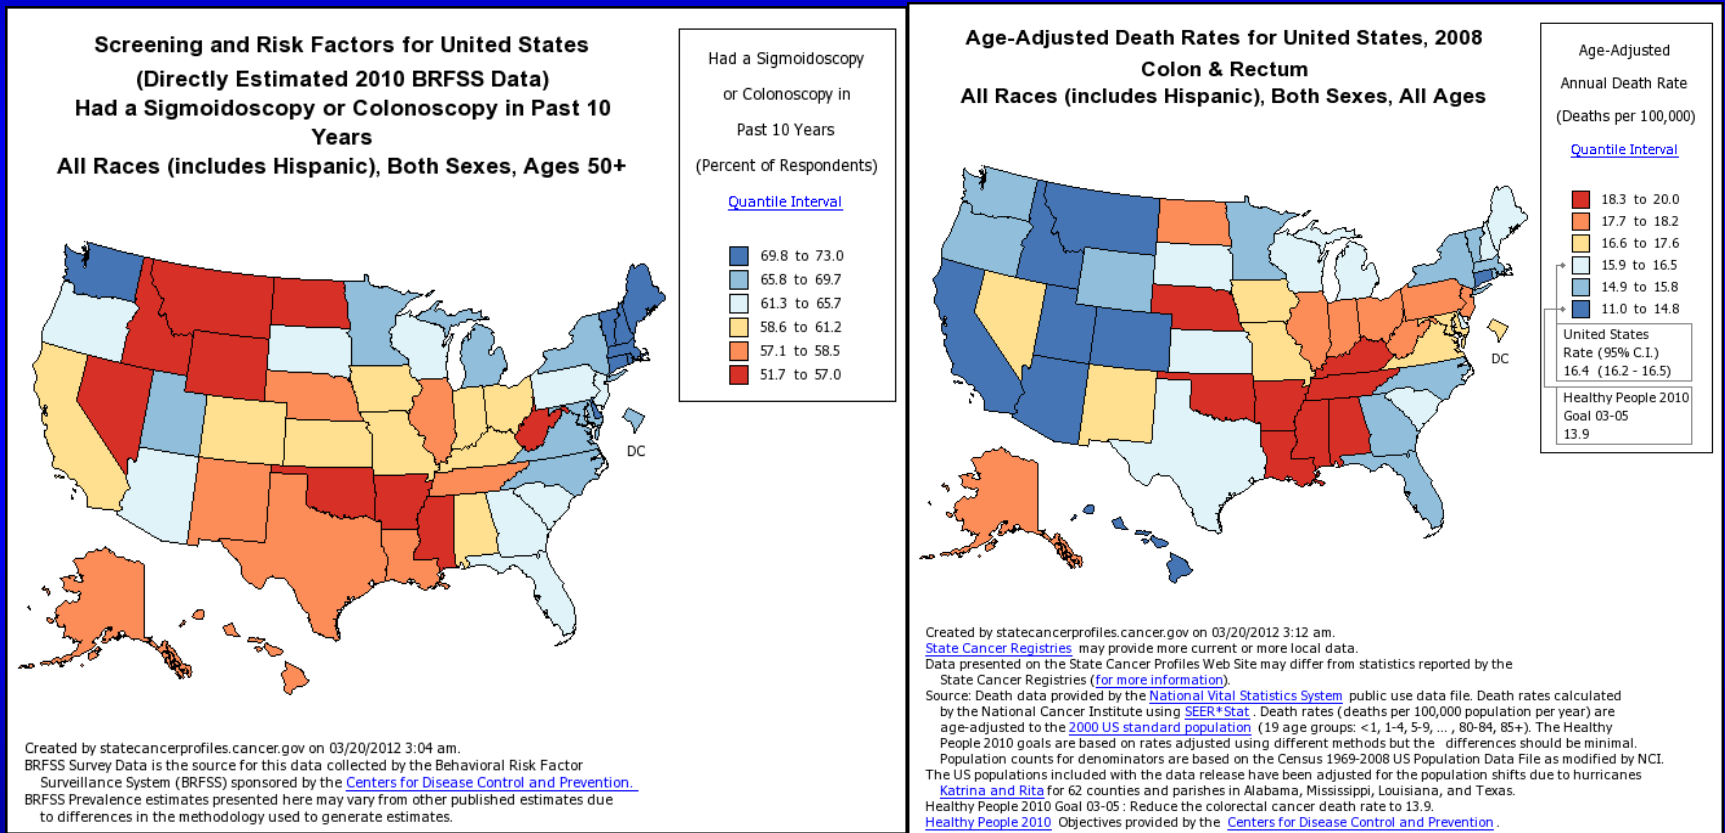 Screening and Risk Factors for United States
(Directly Estimated 2010 BRFSS Data)
Had a Sigmoidoscopy or Colonoscopy in Past 10
Years
All Races (includes Hispanic), Both Sexes, Ages 50+
Had a Sigmoidoscopy
or Colonoscopy in
Past 10 Years
(Percent of Respondents)
Quantile Interval
69.8 to 73.0
65.8 to 69.7
61.3 to 65.7
58.6 to 61.2
57.1 to 58.5
51.7 to 57.0
DC
Created by statecancerprofiles.cancer.gov on 03/20/2012 3:04 am.
BRFSS Survey Data is the source for this data collected by the Behavioral Risk Factor
Surveillance System (BRFSS) sponsored by the Centers for Disease Control and Prevention.
BRFSS Prevalence estimates presented here may vary from other published estimates due
to differences in the methodology used to generate estimates.
Age-Adjusted Death Rates for United States, 2008
Colon & Rectum
All Races (includes Hispanic), Both Sexes, All Ages
Age-Adjusted
Annual Death Rate
(Deaths per 100,000)
Quantile Interval
18.3 to 20.0
17.7 to 18.2
16.6 to 17.6
15.9 to 16.5
14.9 to 15.8
11.0 to 14.8
United States
Rate (95% C.I.)
16.4 (16.2 - 16.5)
Healthy People 2010
Goal 03-05
13.9
DC
Created by statecancerprofiles.cancer.gov on 03/20/2012 3:12 am.
State Cancer Registries may provide more current or more local data.
Data presented on the State Cancer Profiles Web Site may differ from statistics reported by the
State Cancer Registries (for more information).
Source: Death data provided by the National Vital Statistics System public use data file. Death rates calculated
by the National Cancer Institute using SEER*Stat . Death rates (deaths per 100,000 population per year) are
age-adjusted to the 2000 US standard population (19 age groups: <1, 1-4, 5-9, ... , 80-84, 85+). The Healthy
People 2010 goals are based on rates adjusted using different methods but the differences should be minimal.
Population counts for denominators are based on the Census 1969-2008 US Population Data File as modified by NCI.
The US populations included with the data release have been adjusted for the population shifts due to hurricanes
Katrina and Rita for 62 counties and parishes in Alabama, Mississippi, Louisiana, and Texas.
Healthy People 2010 Goal 03-05 : Reduce the colorectal cancer death rate to 13.9.
Healthy People 2010 Objectives provided by the Centers for Disease Control and Prevention .